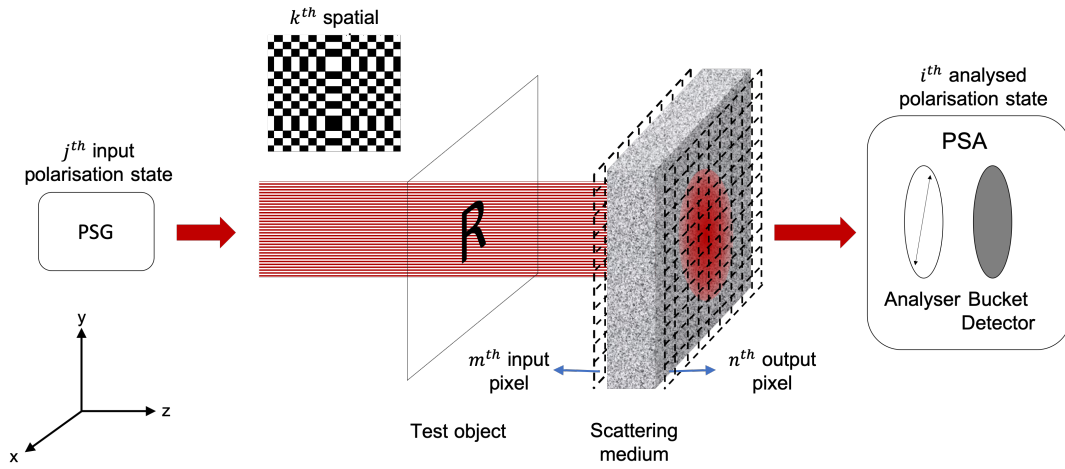 k^{th} spatial
j^{th} input
polarisation state
PSG
R
i^{th} analysed
polarisation state
PSA
Analyser Bucket
Detector
m^{th} input
pixel
n^{th} output
pixel
Test object
Scattering
medium
y
z
x